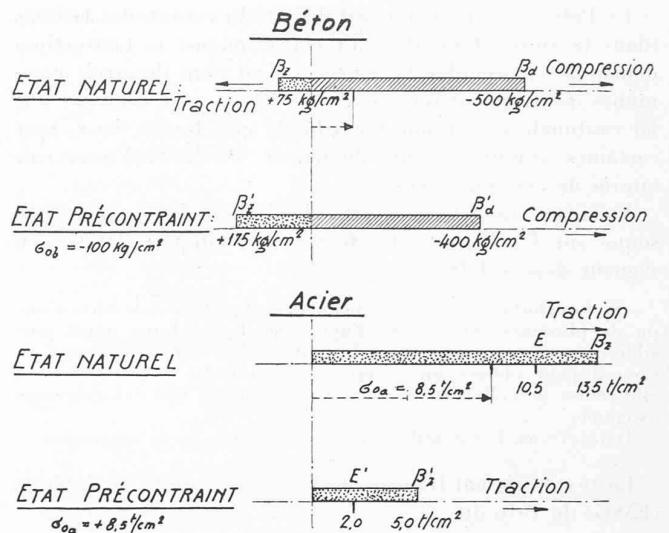 Béton
βz
βd
Compression
ETAT NATUREL:
Traction
+75 kg/cm²
-500 kg/cm²
β'z
β'd
ETAT PRÉCONTRAINT:
σob = -100 kg/cm²
+175 kg/cm²
-400 kg/cm²
Compression
Acier
Traction
E
βz
ETAT NATUREL
σoa = 8,5 t/cm²
10,5
13,5 t/cm²
E'
β'z
Traction
ETAT PRÉCONTRAINT
σoa = +8,5 t/cm²
2,0
5,0 t/cm²